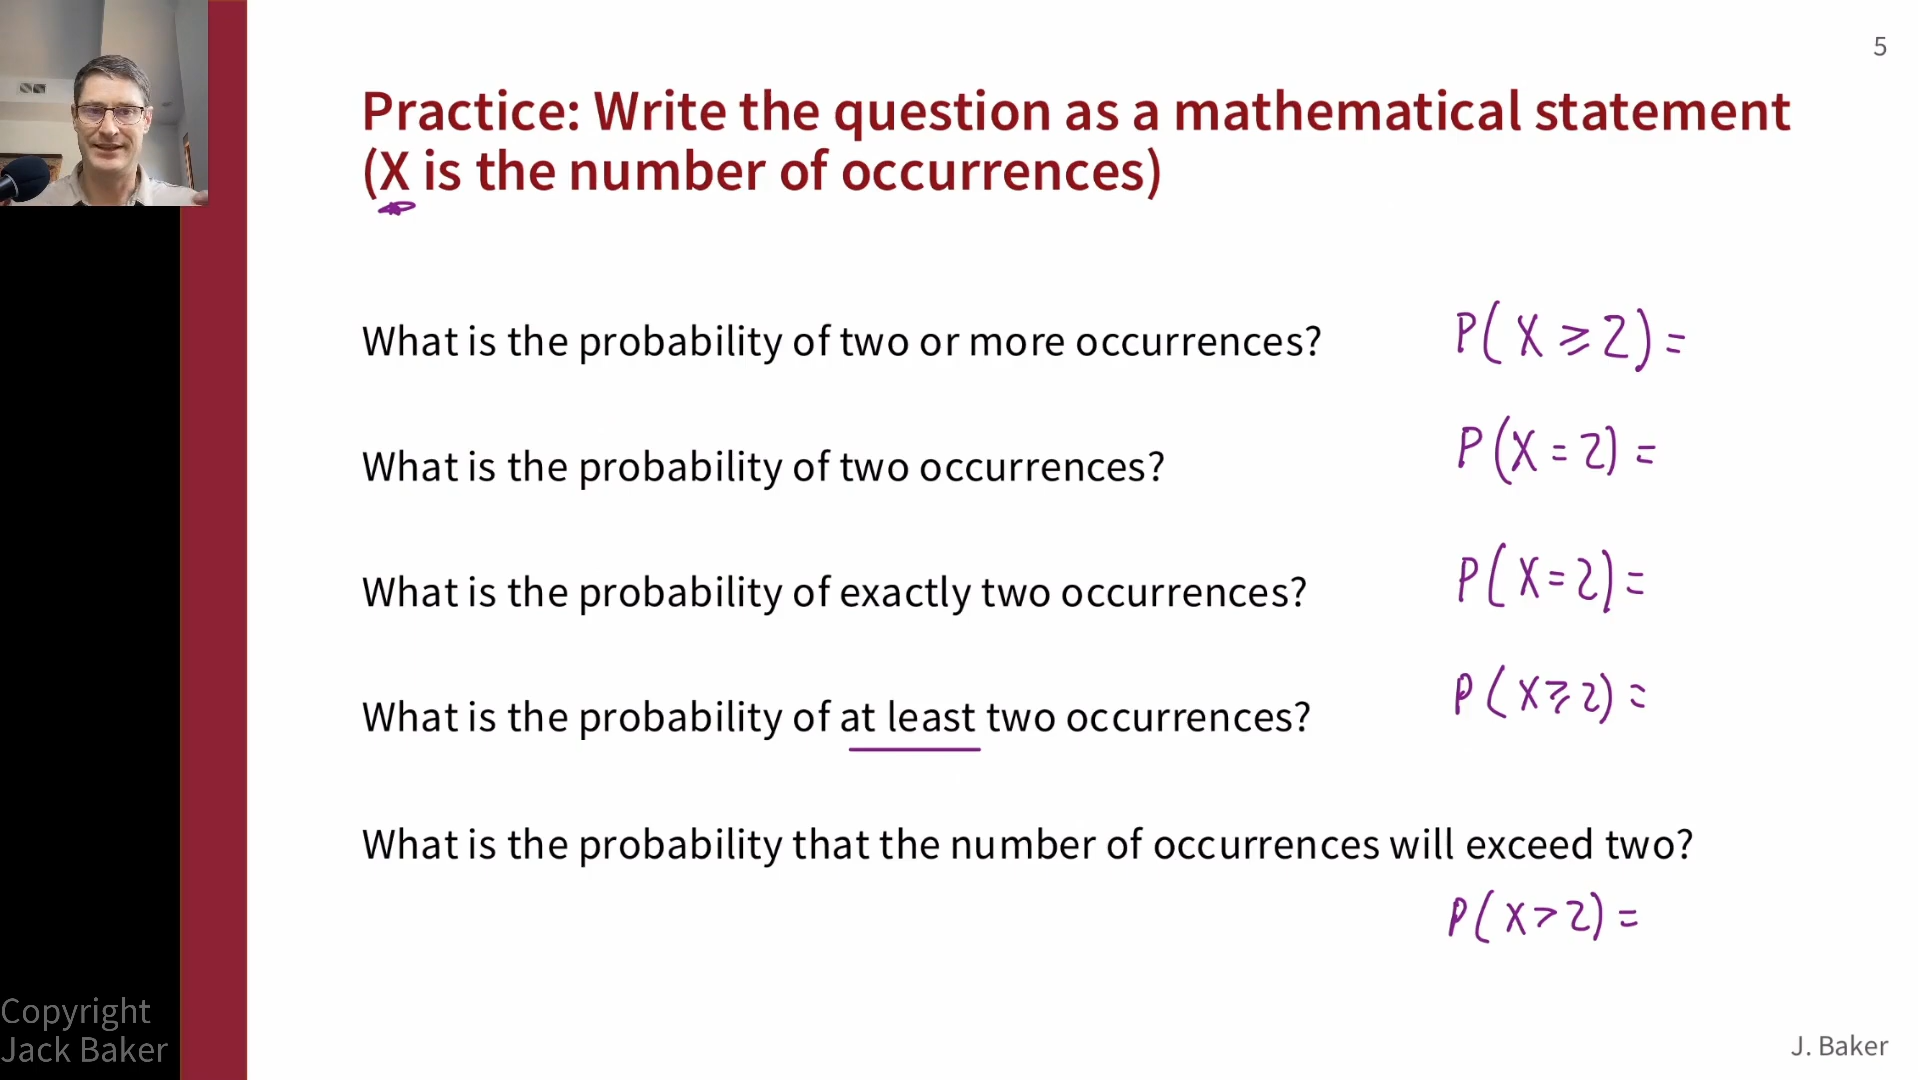 5
Practice: Write the question as a mathematical statement
(X is the number of occurrences)
What is the probability of two or more occurrences? P(X ⩾ 2) =
What is the probability of two occurrences? P(X = 2) =
What is the probability of exactly two occurrences? P(X = 2) =
What is the probability of at least two occurrences? P(X ⩾ 2) =
What is the probability that the number of occurrences will exceed two?
P(X > 2) =
Copyright
Jack Baker
J. Baker